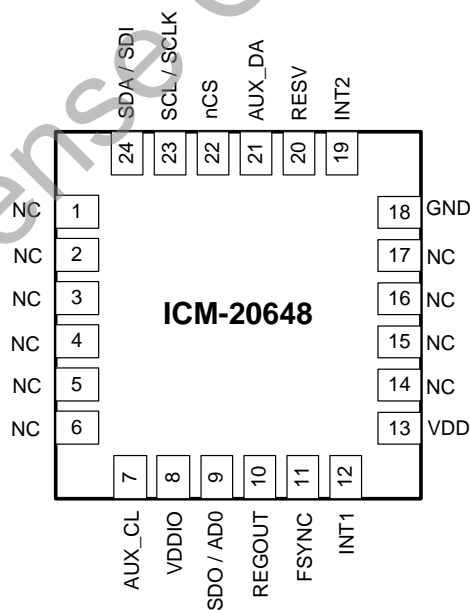 SDA / SDI
SCL / SCLK
nCS
AUX_DA
RESV
INT2
24
23
22
21
20
19
NC 1
NC 2
NC 3
NC 4
NC 5
NC 6
18 GND
17 NC
16 NC
15 NC
14 NC
13 VDD
ICM-20648
7
8
9
10
11
12
AUX_CL
VDDIO
SDO / AD0
REGOUT
FSYNC
INT1
ense